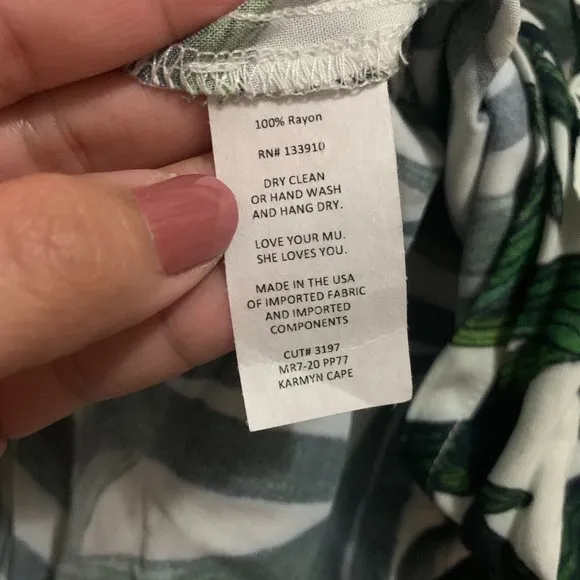 100% Rayon
RN# 133910
DRY CLEAN
OR HAND WASH
AND HANG DRY.
LOVE YOUR MU.
SHE LOVES YOU.
MADE IN THE USA
OF IMPORTED FABRIC
AND IMPORTED
COMPONENTS
CUT# 3197
MR7-20 PP77
KARMYN CAPE